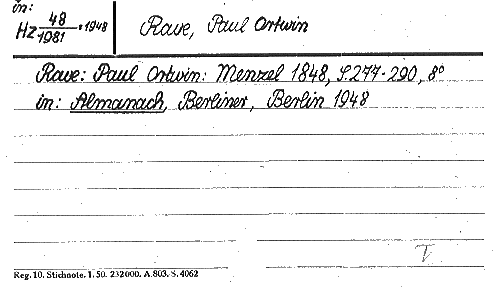 in:
Hz 48/1981, 1948
Rave, Paul Ortwin
Rave: Paul Ortwin: Menzel 1848, S. 277-290, 8°
in: Almanach, Berliner, Berlin 1948
T
Reg. 10. Stichnote. 1. 50. 232000. A.803. S. 4062